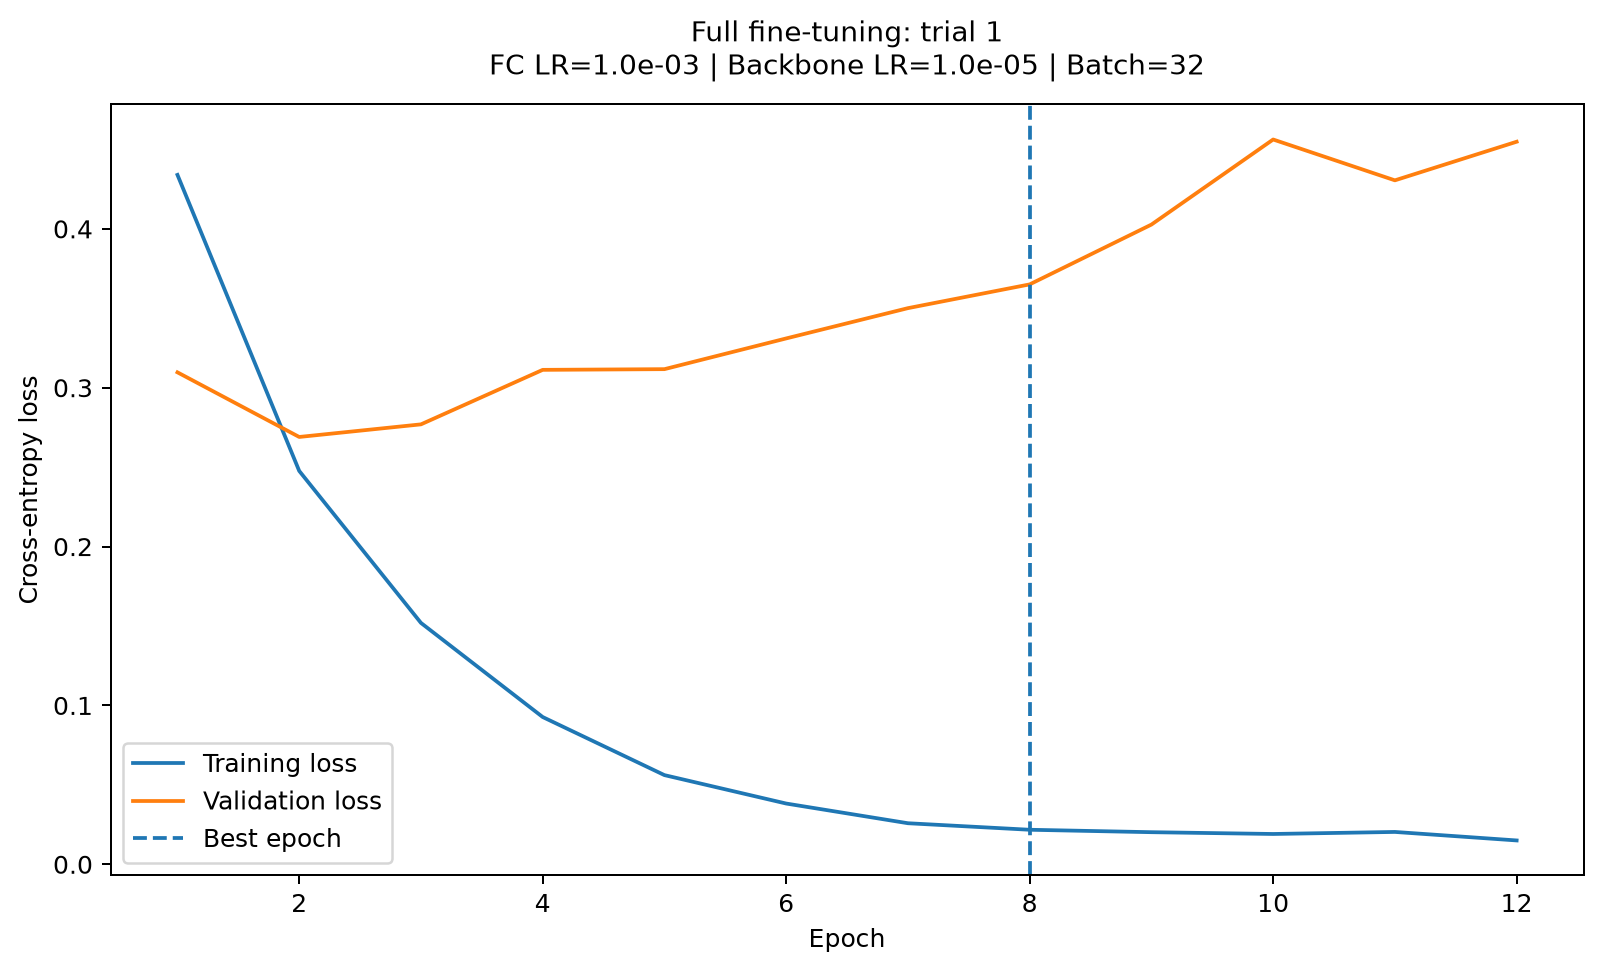 Full fine-tuning: trial 1
FC LR=1.0e-03 | Backbone LR=1.0e-05 | Batch=32
Cross-entropy loss
0.4
0.3
0.2
0.1
0.0
Training loss
Validation loss
Best epoch
2 4 6 8 10 12
Epoch